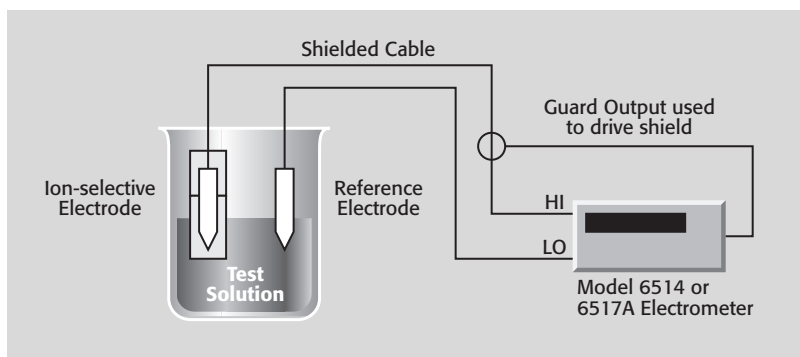 Shielded Cable
Guard Output used
to drive shield
Ion-selective
Electrode
Reference
Electrode
HI
LO
Test
Solution
Model 6514 or
6517A Electrometer